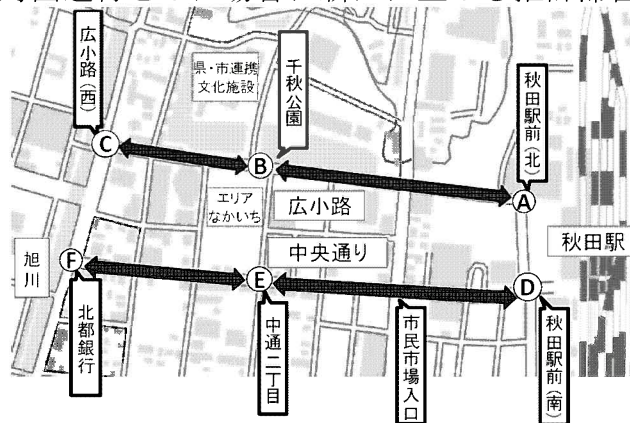 広小路(西)
県・市連携
文化施設
千秋公園
秋田駅前(北)
C
B
A
エリア
なかいち
広小路
中央通り
秋田駅
旭川
F
E
D
北都銀行
中通二丁目
市民市場入口
秋田駅前(南)